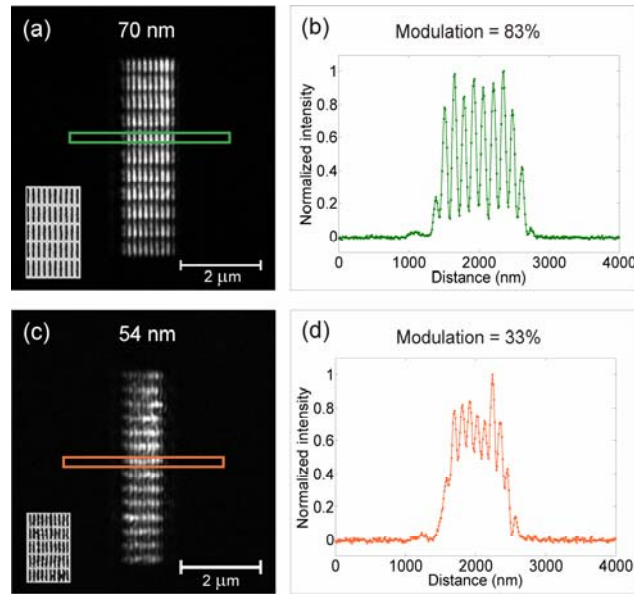 (a)
70 nm
2 μm
(b)
Modulation = 83%
Normalized intensity
1
0.8
0.6
0.4
0.2
0
0 1000 2000 3000 4000
Distance (nm)
(c)
54 nm
2 μm
(d)
Modulation = 33%
Normalized intensity
1
0.8
0.6
0.4
0.2
0
0 1000 2000 3000 4000
Distance (nm)